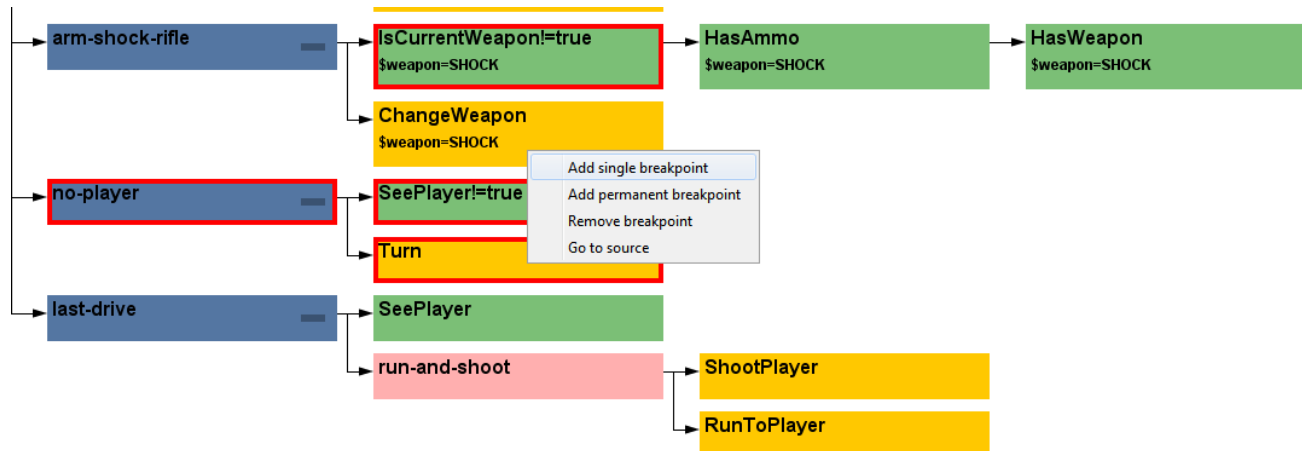 arm-shock-rifle
IsCurrentWeapon!=true
$weapon=SHOCK
HasAmmo
$weapon=SHOCK
HasWeapon
$weapon=SHOCK
ChangeWeapon
$weapon=SHOCK
Add single breakpoint
Add permanent breakpoint
Remove breakpoint
Go to source
no-player
SeePlayer!=true
Turn
last-drive
SeePlayer
run-and-shoot
ShootPlayer
RunToPlayer